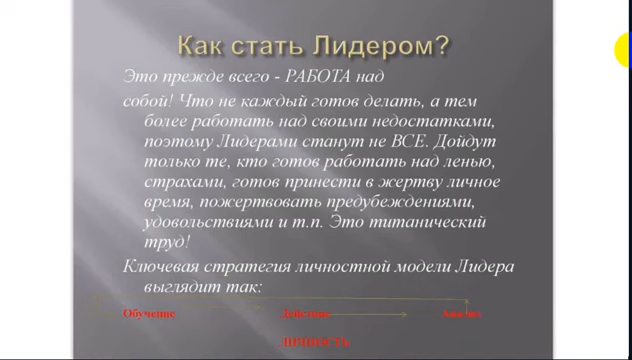 Как стать Лидером?
Это прежде всего - РАБОТА над
собой! Что не каждый готов делать, а тем
более работать над своими недостатками,
поэтому Лидерами станут не ВСЕ. Дойдут
только те, кто готов работать над ленью,
страхами, готов принести в жертву личное
время, пожертвовать предубеждениями,
удовольствиями и т.п. Это титанический
труд!
Ключевая стратегия личностной модели Лидера
выглядит так:
Обучение Действие
ЛИЧНОСТЬ